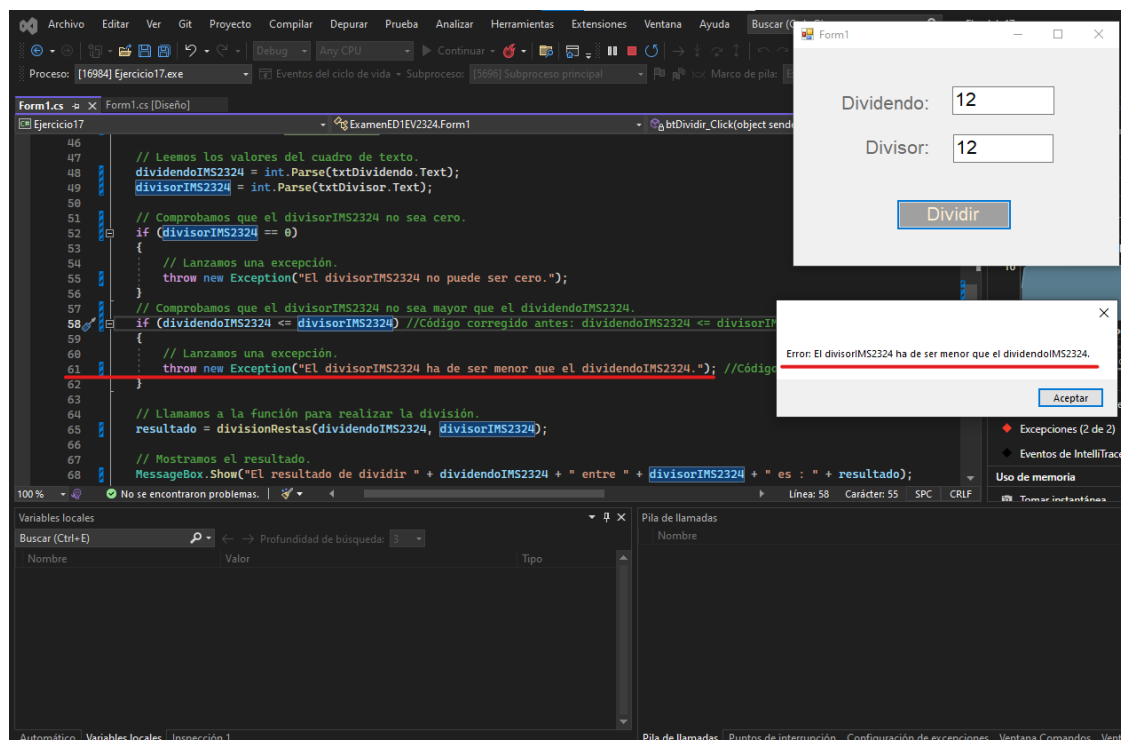 Archivo Editar Ver Git Proyecto Compilar Depurar Prueba Analizar Herramientas Extensiones Ventana Ayuda
Debug Any CPU Continuar
Proceso: [16984] Ejercicio17.exe Eventos del ciclo de vida Subproceso: [5696] Subproceso principal Marco de pila:
Form1.cs Form1.cs [Diseño]
Ejercicio17 ExamenED1EV2324.Form1 btDividir_Click(object
46
47 // Leemos los valores del cuadro de texto.
48 dividendoIMS2324 = int.Parse(txtDividendo.Text);
49 divisorIMS2324 = int.Parse(txtDivisor.Text);
50
51 // Comprobamos que el divisorIMS2324 no sea cero.
52 if (divisorIMS2324 == 0)
53 {
54 // Lanzamos una excepción.
55 throw new Exception("El divisorIMS2324 no puede ser cero.");
56 }
57 // Comprobamos que el divisorIMS2324 no sea mayor que el dividendoIMS2324.
58 if (dividendoIMS2324 <= divisorIMS2324) //Código corregido antes: dividendoIMS2324 <= divisorIM
59 {
60 // Lanzamos una excepción.
61 throw new Exception("El divisorIMS2324 ha de ser menor que el dividendoIMS2324."); //Código
62 }
63
64 // Llamamos a la función para realizar la división.
65 resultado = divisionRestas(dividendoIMS2324, divisorIMS2324);
66
67 // Mostramos el resultado.
68 MessageBox.Show("El resultado de dividir " + dividendoIMS2324 + " entre " + divisorIMS2324 + " es : " + resultado);
100 % No se encontraron problemas. Línea: 58 Carácter: 55 SPC CRLF
Form1
Dividendo: 12
Divisor: 12
Dividir
10
Error: El divisorIMS2324 ha de ser menor que el dividendoIMS2324.
Aceptar
Excepciones (2 de 2)
Eventos de IntelliTrace
Uso de memoria
Tomar instantánea
Variables locales
Buscar (Ctrl+E) Profundidad de búsqueda: 3
Nombre Valor Tipo
Pila de llamadas
Nombre
Automático Variables locales Inspección 1
Pila de llamadas Puntos de interrupción Configuración de excepciones Ventana Comandos